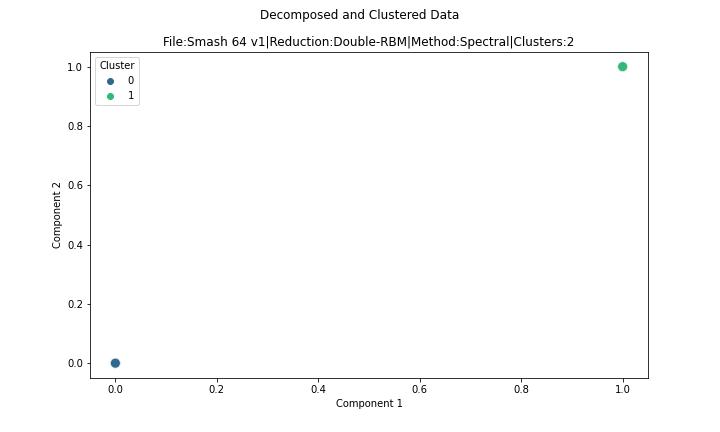 Decomposed and Clustered Data
File:Smash 64 v1|Reduction:Double-RBM|Method:Spectral|Clusters:2
Cluster
0
1
1.0
0.8
0.6
0.4
0.2
0.0
Component 2
0.0 0.2 0.4 0.6 0.8 1.0
Component 1